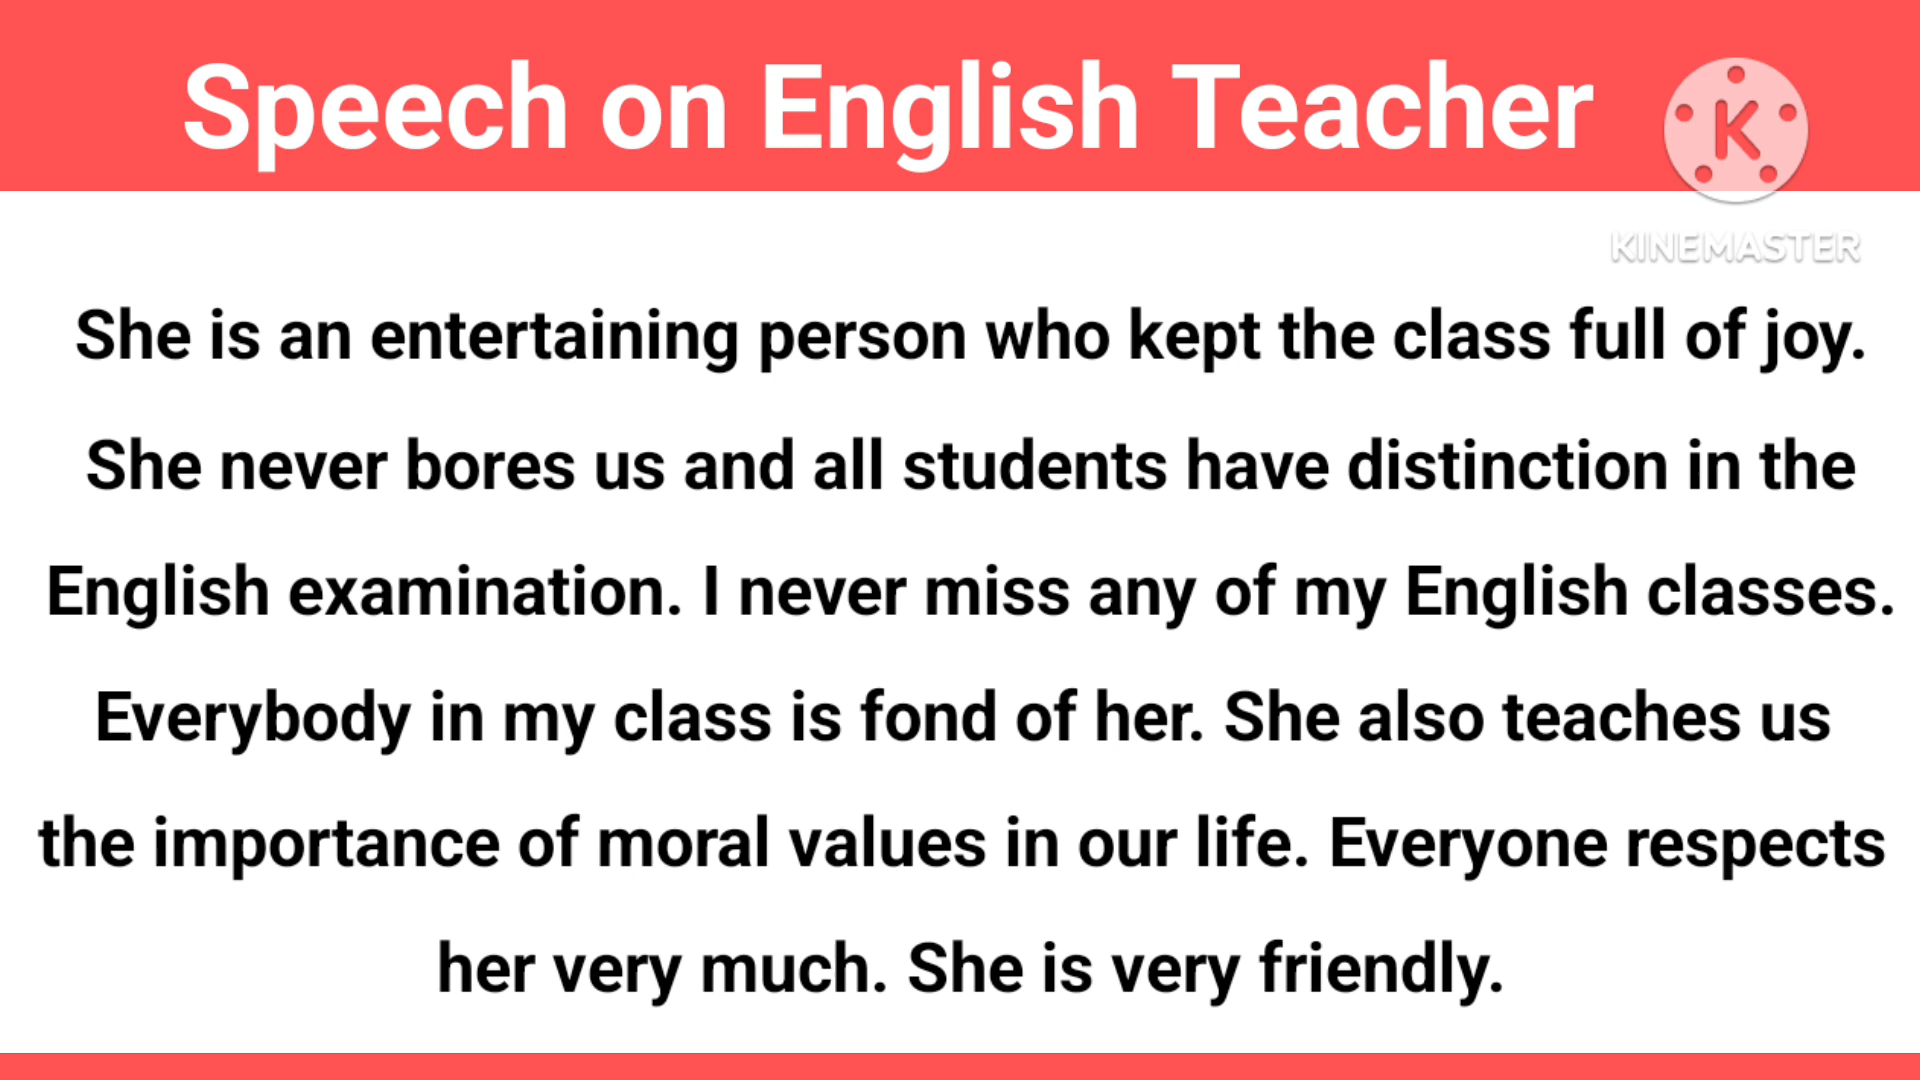 Speech on English Teacher
K
KINEMASTER
She is an entertaining person who kept the class full of joy.
She never bores us and all students have distinction in the
English examination. I never miss any of my English classes.
Everybody in my class is fond of her. She also teaches us
the importance of moral values in our life. Everyone respects
her very much. She is very friendly.